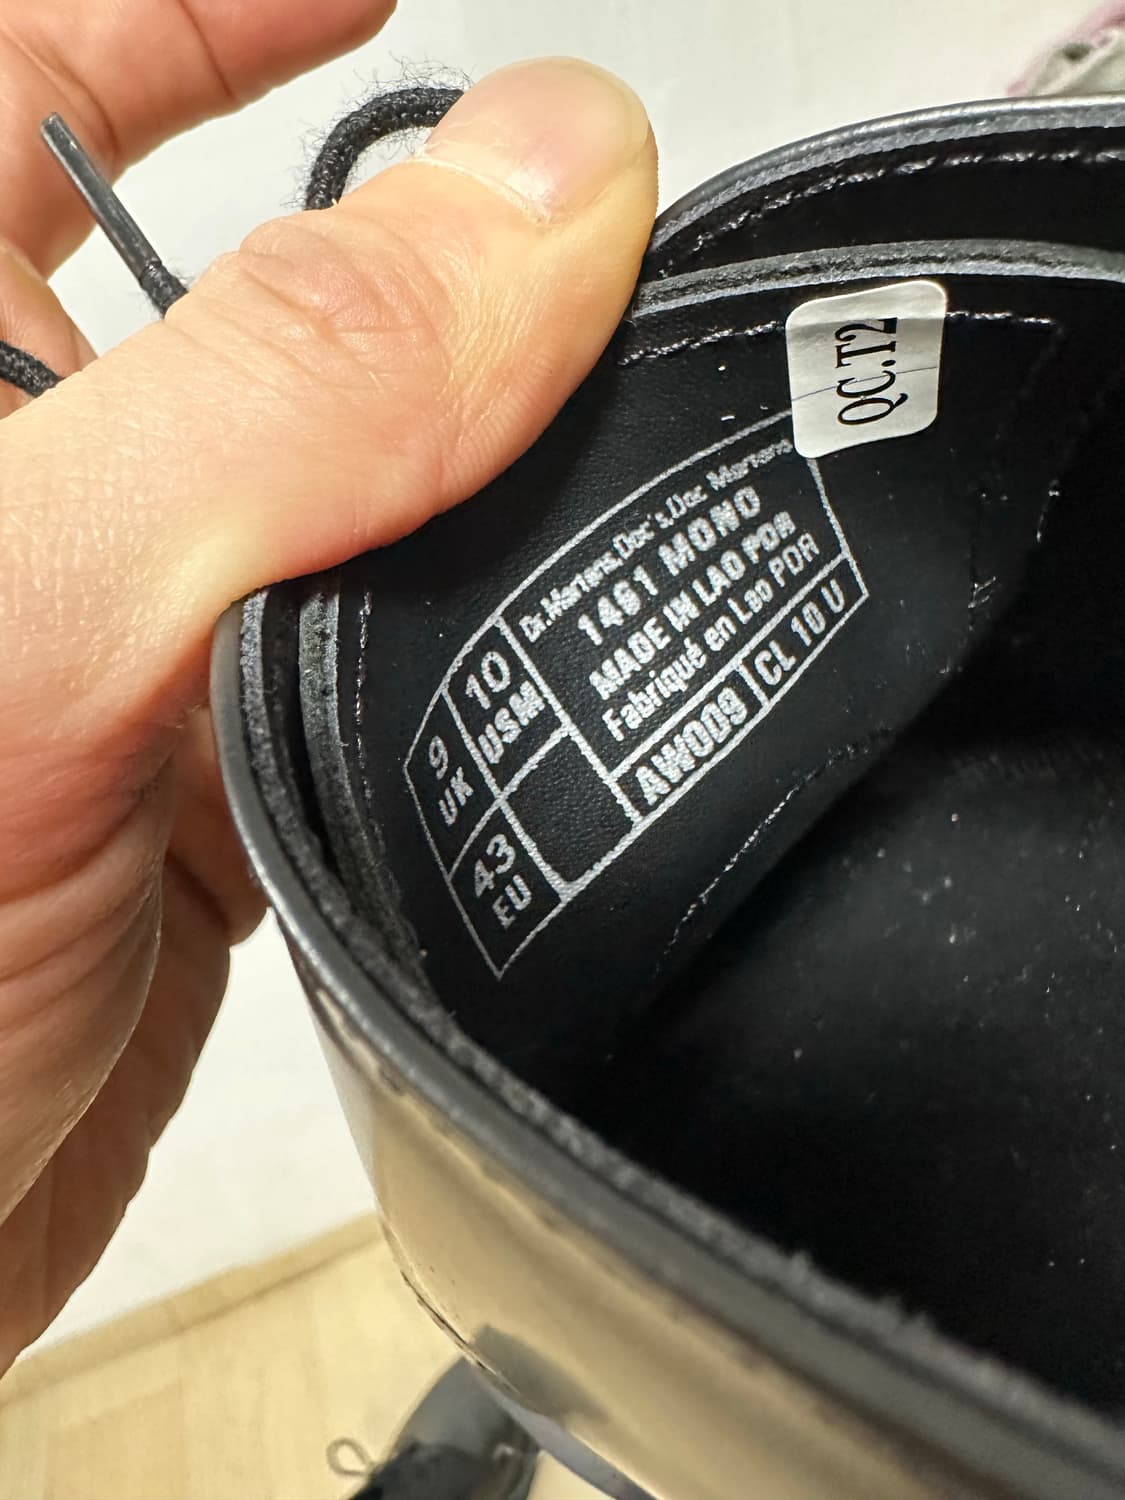 QC.T2
Dr.Martens,Doc's,Doc Martens
1461 MONO
MADE IN LAO PDR
Fabriqué en Lao PDR
9
UK
10
USM
43
EU
AW0D9
CL 10 U